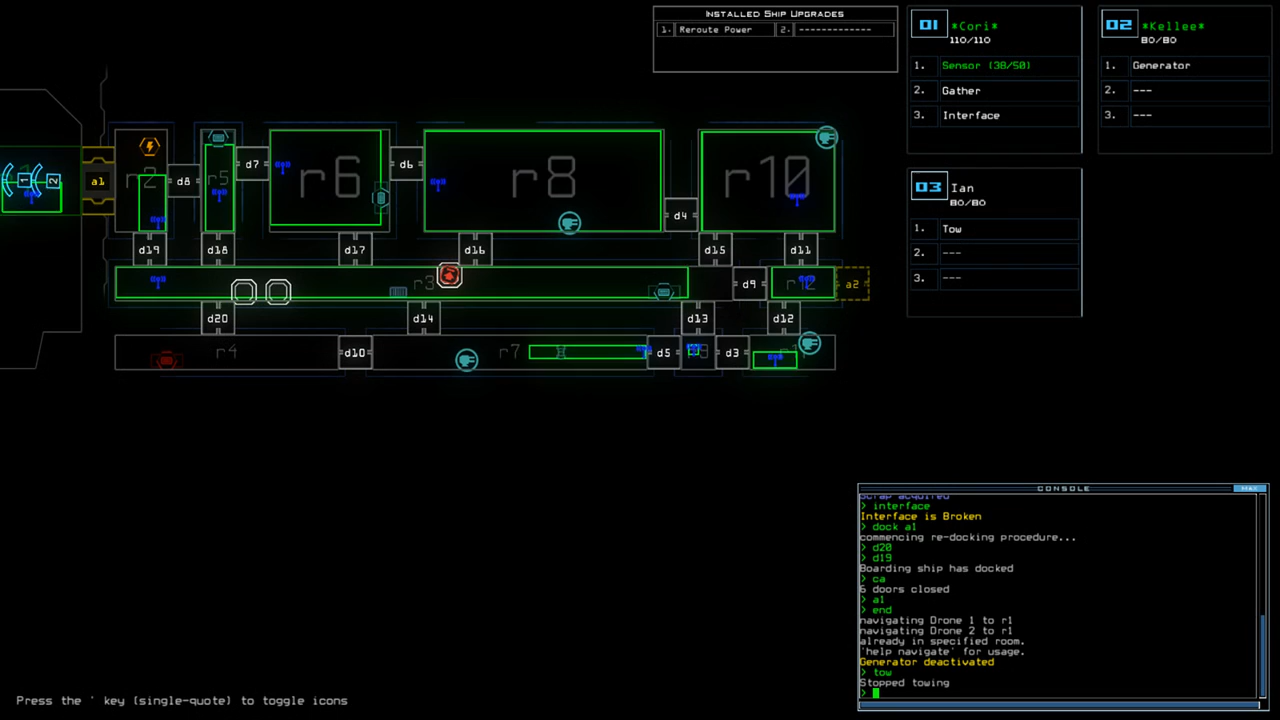 INSTALLED SHIP UPGRADES
1. Reroute Power 2. -------------
01 *Cori*
110/110
1. Sensor (38/50)
2. Gather
3. Interface
02 *Kellee*
80/80
1. Generator
2. ---
3. ---
03 Ian
80/80
1. Tow
2. ---
3. ---
1 2 a1 r2 d8 r5 d7 r6 d6 r8 d4 r10
d19 d18 d17 d16 d15 d11
r3 d9 r12 a2
d20 d14 d13 d12
r4 d10 r7 d5 d3
CONSOLE MAX
Scrap acquired
> interface
Interface is Broken
> dock a1
commencing re-docking procedure...
> d20
> d19
Boarding ship has docked
> ca
6 doors closed
> a1
> end
navigating Drone 1 to r1
navigating Drone 2 to r1
already in specified room.
'help navigate' for usage.
Generator deactivated
> tow
Stopped towing
>
Press the ' key (single-quote) to toggle icons